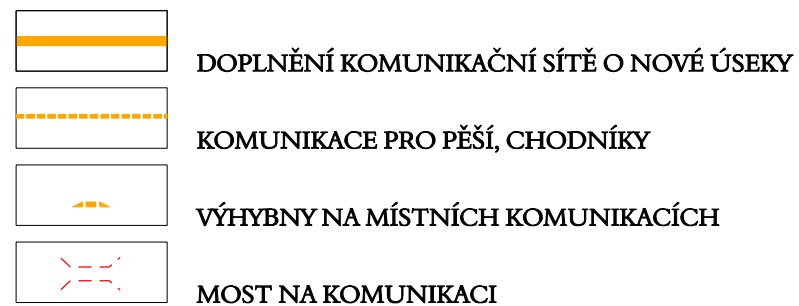 DOPLNĚNÍ KOMUNIKAČNÍ SÍTĚ O NOVÉ ÚSEKY
KOMUNIKACE PRO PĚŠÍ, CHODNÍKY
VÝHYBNY NA MÍSTNÍCH KOMUNIKACÍCH
MOST NA KOMUNIKACI